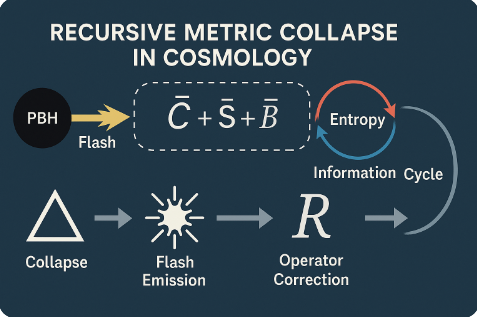 RECURSIVE METRIC COLLAPSE
IN COSMOLOGY
PBH
Flash
C̄ + S̄ + B̄
Entropy
Information Cycle
Collapse
Flash
Emission
R
Operator
Correction